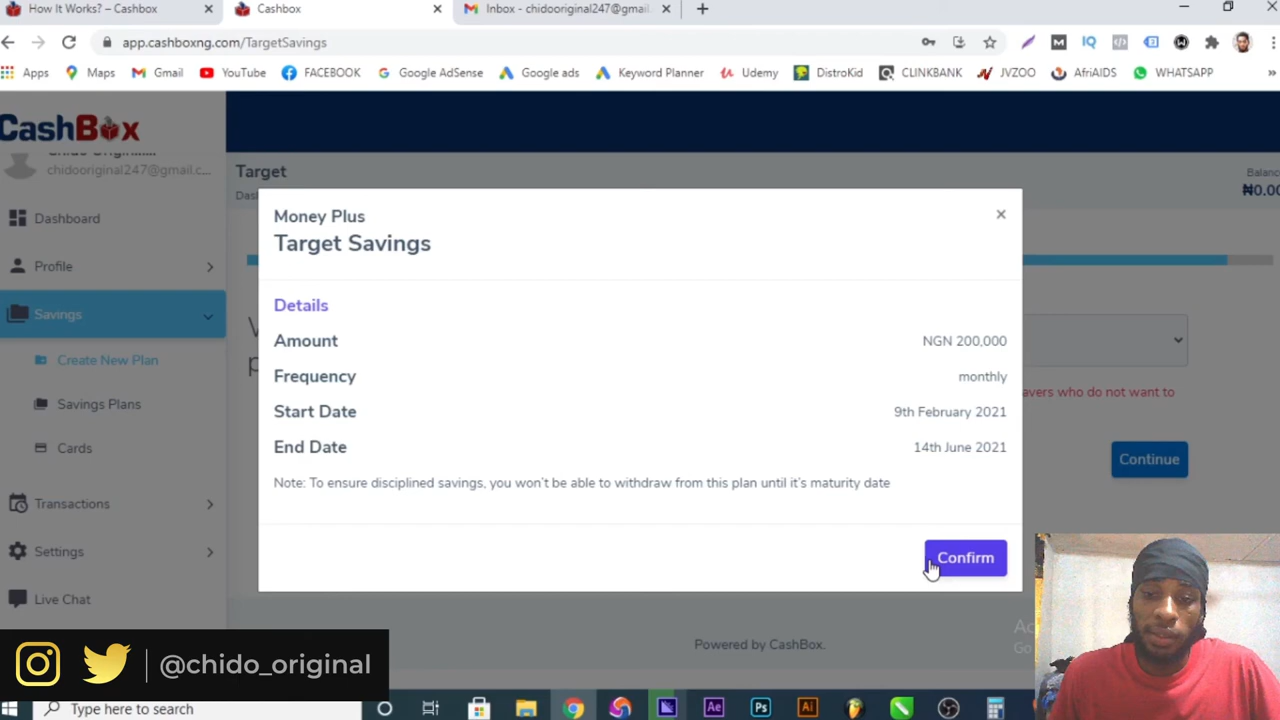 How It Works? – Cashbox
Cashbox
Inbox - chidooriginal247@gmail.
app.cashboxng.com/TargetSavings
Apps
Maps
Gmail
YouTube
FACEBOOK
Google AdSense
Google ads
Keyword Planner
Udemy
DistroKid
CLINKBANK
JVZOO
AfriAIDS
WHATSAPP
CashBox
chidooriginal247@gmail.c...
Target
Balanc
₦0.00
Dashboard
Profile
Savings
Create New Plan
Savings Plans
Cards
Transactions
Settings
Live Chat
Money Plus
Target Savings
Details
Amount NGN 200,000
Frequency monthly
Start Date 9th February 2021
End Date 14th June 2021
Note: To ensure disciplined savings, you won't be able to withdraw from this plan until it's maturity date
Confirm
avers who do not want to
Continue
Powered by CashBox.
@chido_original
Type here to search
Ae
Ps
Ai